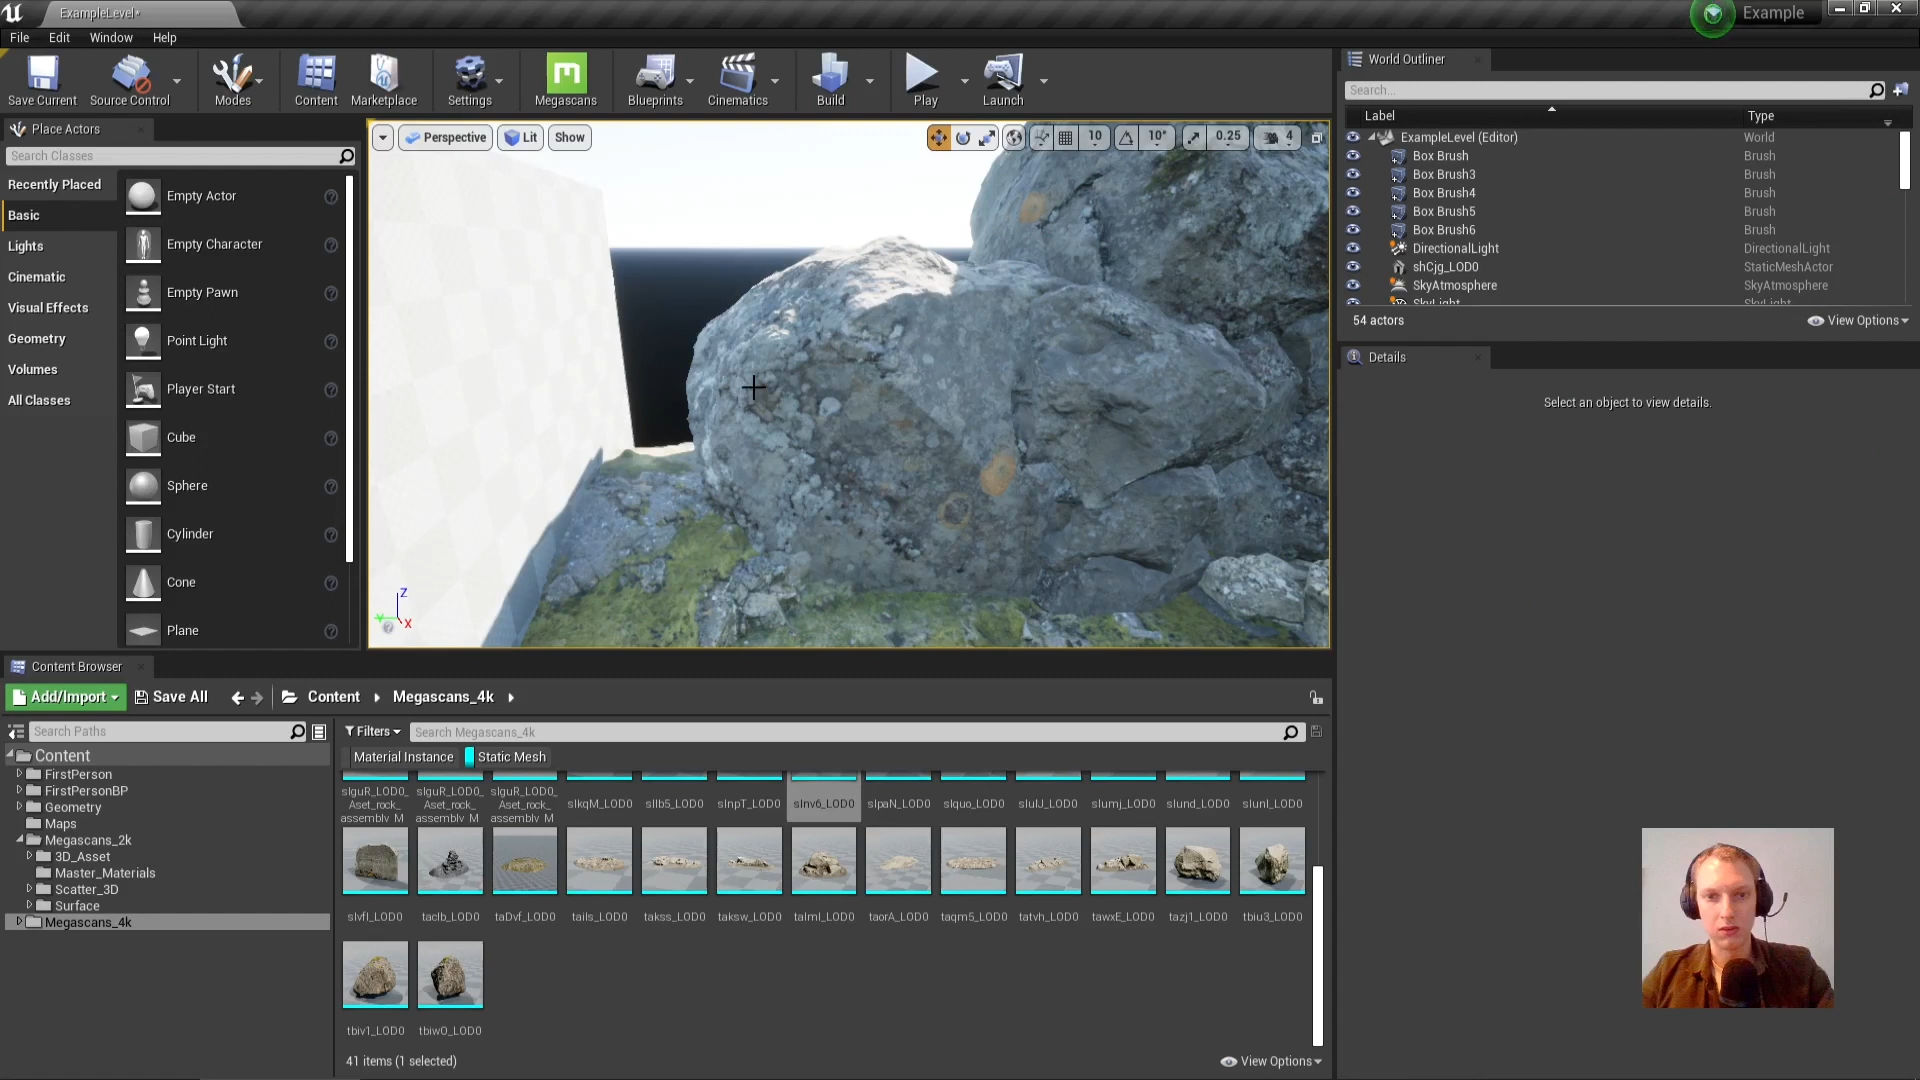 ExampleLevel*
Example
File Edit Window Help
Save Current Source Control Modes Content Marketplace Settings Megascans Blueprints Cinematics Build Play Launch
Place Actors
Search Classes
Recently Placed
Basic
Lights
Cinematic
Visual Effects
Geometry
Volumes
All Classes
Empty Actor
Empty Character
Empty Pawn
Point Light
Player Start
Cube
Sphere
Cylinder
Cone
Plane
Perspective Lit Show 10 10° 0.25 4
Z
Y
X
World Outliner
Search...
Label Type
ExampleLevel (Editor) World
Box Brush Brush
Box Brush3 Brush
Box Brush4 Brush
Box Brush5 Brush
Box Brush6 Brush
DirectionalLight DirectionalLight
shCjg_LOD0 StaticMeshActor
SkyAtmosphere SkyAtmosphere
SkyLight SkyLight
54 actors View Options
Details
Select an object to view details.
Content Browser
Add/Import Save All Content Megascans_4k
Search Paths
Content
FirstPerson
FirstPersonBP
Geometry
Maps
Megascans_2k
3D_Asset
Master_Materials
Scatter_3D
Surface
Megascans_4k
Filters Search Megascans_4k
Material Instance Static Mesh
slguR_LOD0_ slguR_LOD0_ slguR_LOD0_
Aset_rock_ Aset_rock_ Aset_rock_ slkqM_LOD0 sllb5_LOD0 slnpT_LOD0 slnv6_LOD0 slpaN_LOD0 slquo_LOD0 slulJ_LOD0 slumj_LOD0 slund_LOD0 slunl_LOD0
assembly_M assembly_M assembly_M
slvfl_LOD0 taclb_LOD0 taDvf_LOD0 tails_LOD0 takss_LOD0 taksw_LOD0 talml_LOD0 taorA_LOD0 taqm5_LOD0 tatvh_LOD0 tawxE_LOD0 tazj1_LOD0 tbiu3_LOD0
tbiv1_LOD0 tbiw0_LOD0
41 items (1 selected) View Options